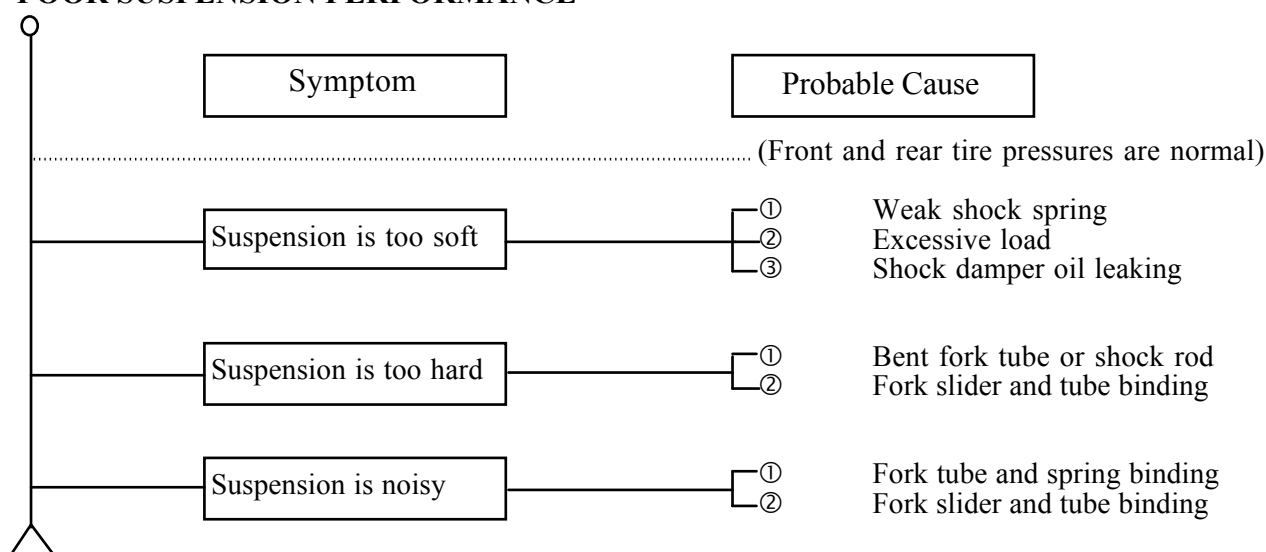 POOR SUSPENSION PERFORMANCE
Symptom
Probable Cause
(Front and rear tire pressures are normal)
Suspension is too soft
① Weak shock spring
② Excessive load
③ Shock damper oil leaking
Suspension is too hard
① Bent fork tube or shock rod
② Fork slider and tube binding
Suspension is noisy
① Fork tube and spring binding
② Fork slider and tube binding